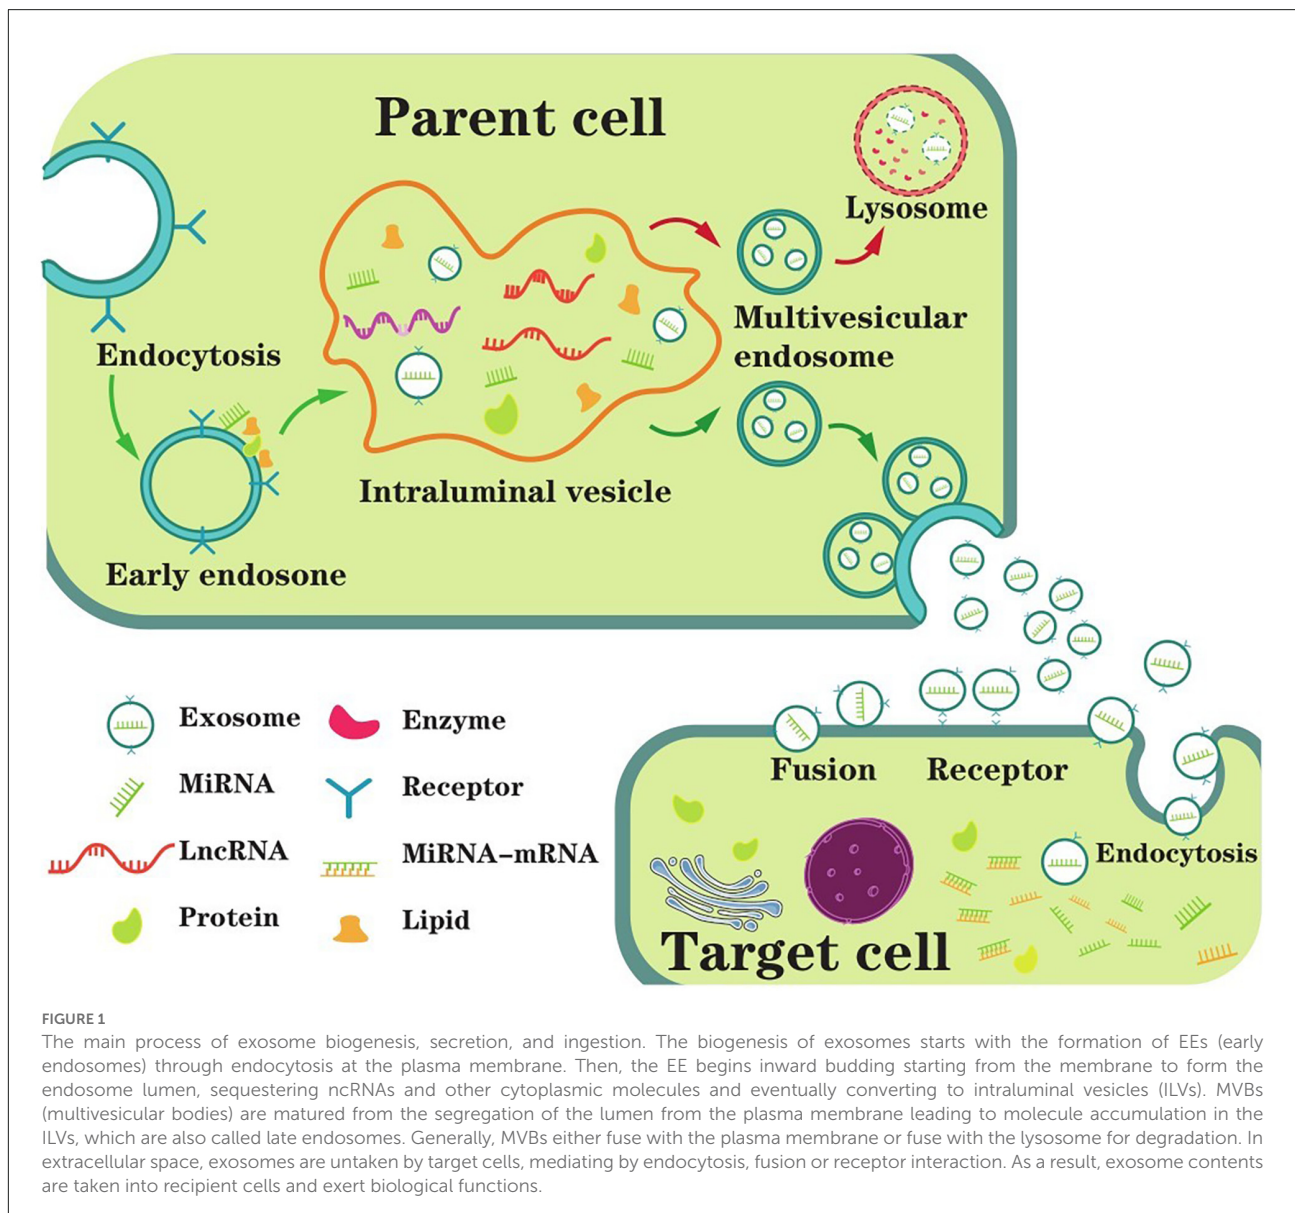 Parent cell
Lysosome
Endocytosis
Multivesicular
endosome
Intraluminal vesicle
Early endosone
Exosome
Enzyme
MiRNA
Receptor
LncRNA
MiRNA–mRNA
Protein
Lipid
Fusion
Receptor
Endocytosis
Target cell
FIGURE 1
The main process of exosome biogenesis, secretion, and ingestion. The biogenesis of exosomes starts with the formation of EEs (early
endosomes) through endocytosis at the plasma membrane. Then, the EE begins inward budding starting from the membrane to form the
endosome lumen, sequestering ncRNAs and other cytoplasmic molecules and eventually converting to intraluminal vesicles (ILVs). MVBs
(multivesicular bodies) are matured from the segregation of the lumen from the plasma membrane leading to molecule accumulation in the
ILVs, which are also called late endosomes. Generally, MVBs either fuse with the plasma membrane or fuse with the lysosome for degradation. In
extracellular space, exosomes are untaken by target cells, mediating by endocytosis, fusion or receptor interaction. As a result, exosome contents
are taken into recipient cells and exert biological functions.